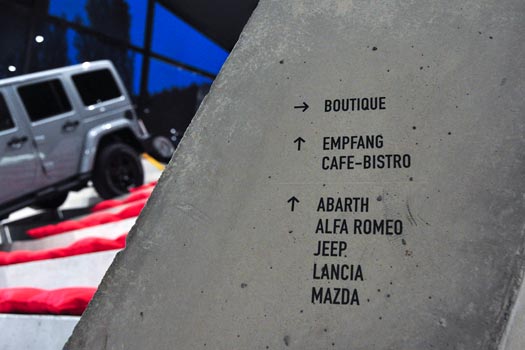 → BOUTIQUE
↑ EMPFANG
CAFE-BISTRO
↑ ABARTH
ALFA ROMEO
JEEP
LANCIA
MAZDA